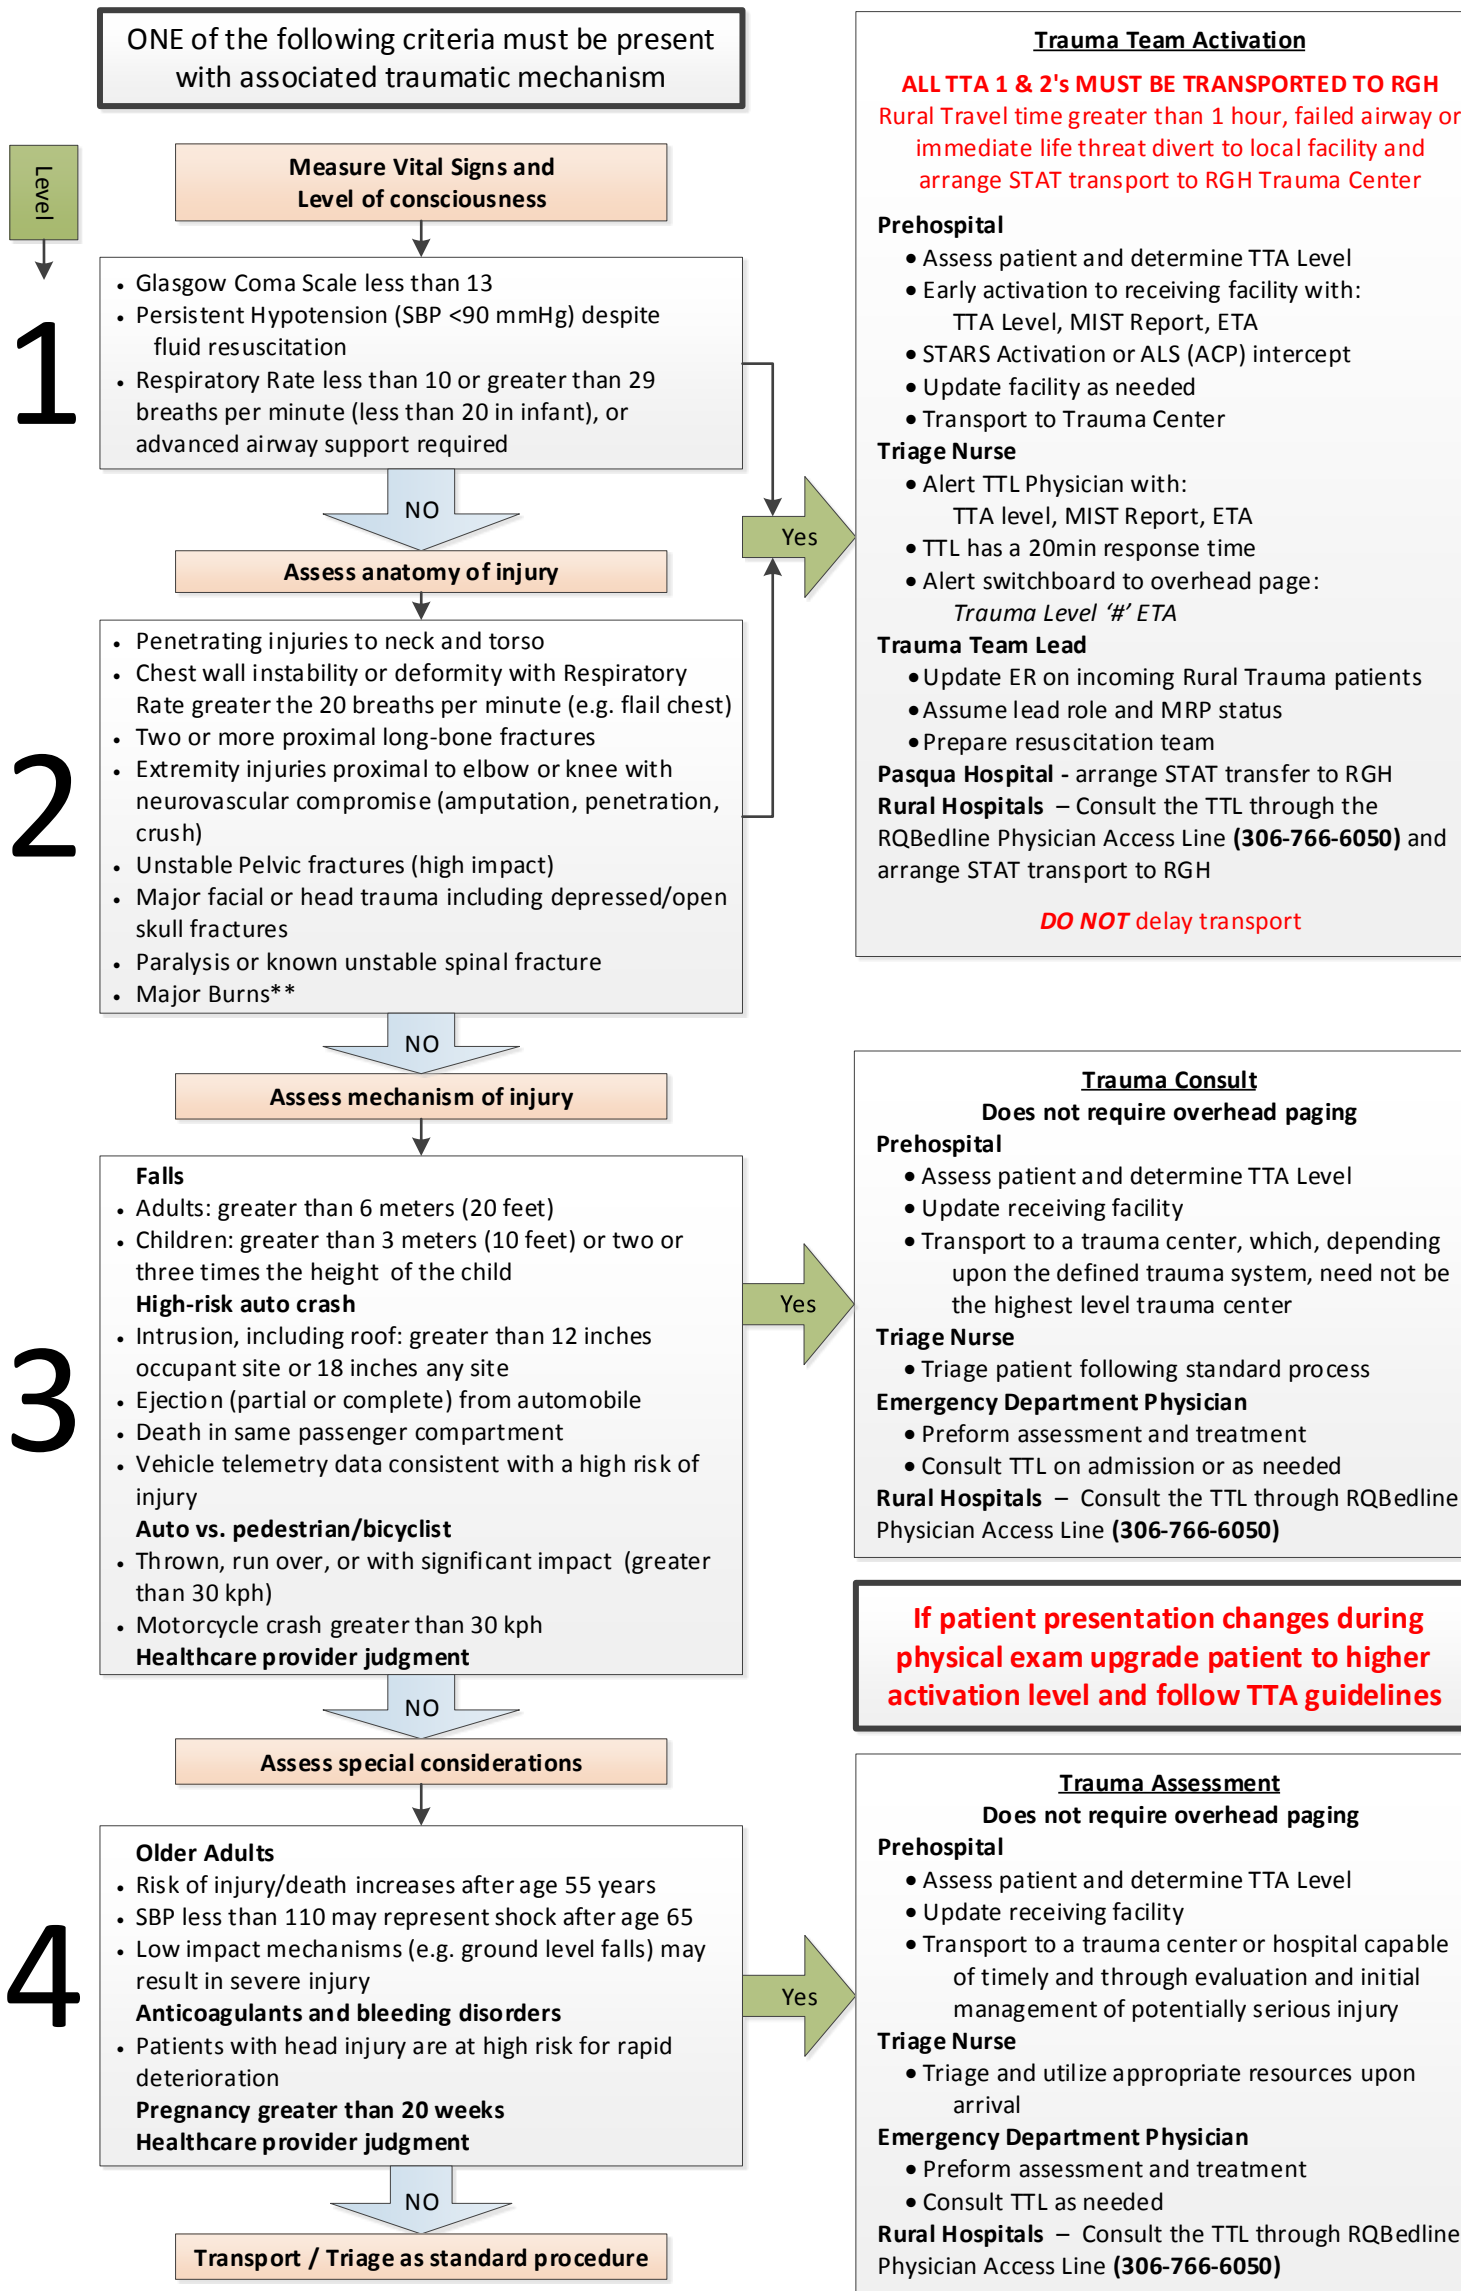 ONE of the following criteria must be present
with associated traumatic mechanism
Level
Measure Vital Signs and
Level of consciousness
1
• Glasgow Coma Scale less than 13
• Persistent Hypotension (SBP <90 mmHg) despite
fluid resuscitation
• Respiratory Rate less than 10 or greater than 29
breaths per minute (less than 20 in infant), or
advanced airway support required
NO
Yes
Assess anatomy of injury
2
• Penetrating injuries to neck and torso
• Chest wall instability or deformity with Respiratory
Rate greater the 20 breaths per minute (e.g. flail chest)
• Two or more proximal long-bone fractures
• Extremity injuries proximal to elbow or knee with
neurovascular compromise (amputation, penetration,
crush)
• Unstable Pelvic fractures (high impact)
• Major facial or head trauma including depressed/open
skull fractures
• Paralysis or known unstable spinal fracture
• Major Burns**
NO
Trauma Team Activation
ALL TTA 1 & 2's MUST BE TRANSPORTED TO RGH
Rural Travel time greater than 1 hour, failed airway or
immediate life threat divert to local facility and
arrange STAT transport to RGH Trauma Center
Prehospital
• Assess patient and determine TTA Level
• Early activation to receiving facility with:
TTA Level, MIST Report, ETA
• STARS Activation or ALS (ACP) intercept
• Update facility as needed
• Transport to Trauma Center
Triage Nurse
• Alert TTL Physician with:
TTA level, MIST Report, ETA
• TTL has a 20min response time
• Alert switchboard to overhead page:
Trauma Level ‘#’ ETA
Trauma Team Lead
• Update ER on incoming Rural Trauma patients
• Assume lead role and MRP status
• Prepare resuscitation team
Pasqua Hospital - arrange STAT transfer to RGH
Rural Hospitals – Consult the TTL through the
RQBedline Physician Access Line (306-766-6050) and
arrange STAT transport to RGH
DO NOT delay transport
Assess mechanism of injury
3
Falls
• Adults: greater than 6 meters (20 feet)
• Children: greater than 3 meters (10 feet) or two or
three times the height of the child
High-risk auto crash
• Intrusion, including roof: greater than 12 inches
occupant site or 18 inches any site
• Ejection (partial or complete) from automobile
• Death in same passenger compartment
• Vehicle telemetry data consistent with a high risk of
injury
Auto vs. pedestrian/bicyclist
• Thrown, run over, or with significant impact (greater
than 30 kph)
• Motorcycle crash greater than 30 kph
Healthcare provider judgment
Yes
NO
Trauma Consult
Does not require overhead paging
Prehospital
• Assess patient and determine TTA Level
• Update receiving facility
• Transport to a trauma center, which, depending
upon the defined trauma system, need not be
the highest level trauma center
Triage Nurse
• Triage patient following standard process
Emergency Department Physician
• Preform assessment and treatment
• Consult TTL on admission or as needed
Rural Hospitals – Consult the TTL through RQBedline
Physician Access Line (306-766-6050)
If patient presentation changes during
physical exam upgrade patient to higher
activation level and follow TTA guidelines
Assess special considerations
4
Older Adults
• Risk of injury/death increases after age 55 years
• SBP less than 110 may represent shock after age 65
• Low impact mechanisms (e.g. ground level falls) may
result in severe injury
Anticoagulants and bleeding disorders
• Patients with head injury are at high risk for rapid
deterioration
Pregnancy greater than 20 weeks
Healthcare provider judgment
Yes
NO
Transport / Triage as standard procedure
Trauma Assessment
Does not require overhead paging
Prehospital
• Assess patient and determine TTA Level
• Update receiving facility
• Transport to a trauma center or hospital capable
of timely and through evaluation and initial
management of potentially serious injury
Triage Nurse
• Triage and utilize appropriate resources upon
arrival
Emergency Department Physician
• Preform assessment and treatment
• Consult TTL as needed
Rural Hospitals – Consult the TTL through RQBedline
Physician Access Line (306-766-6050)